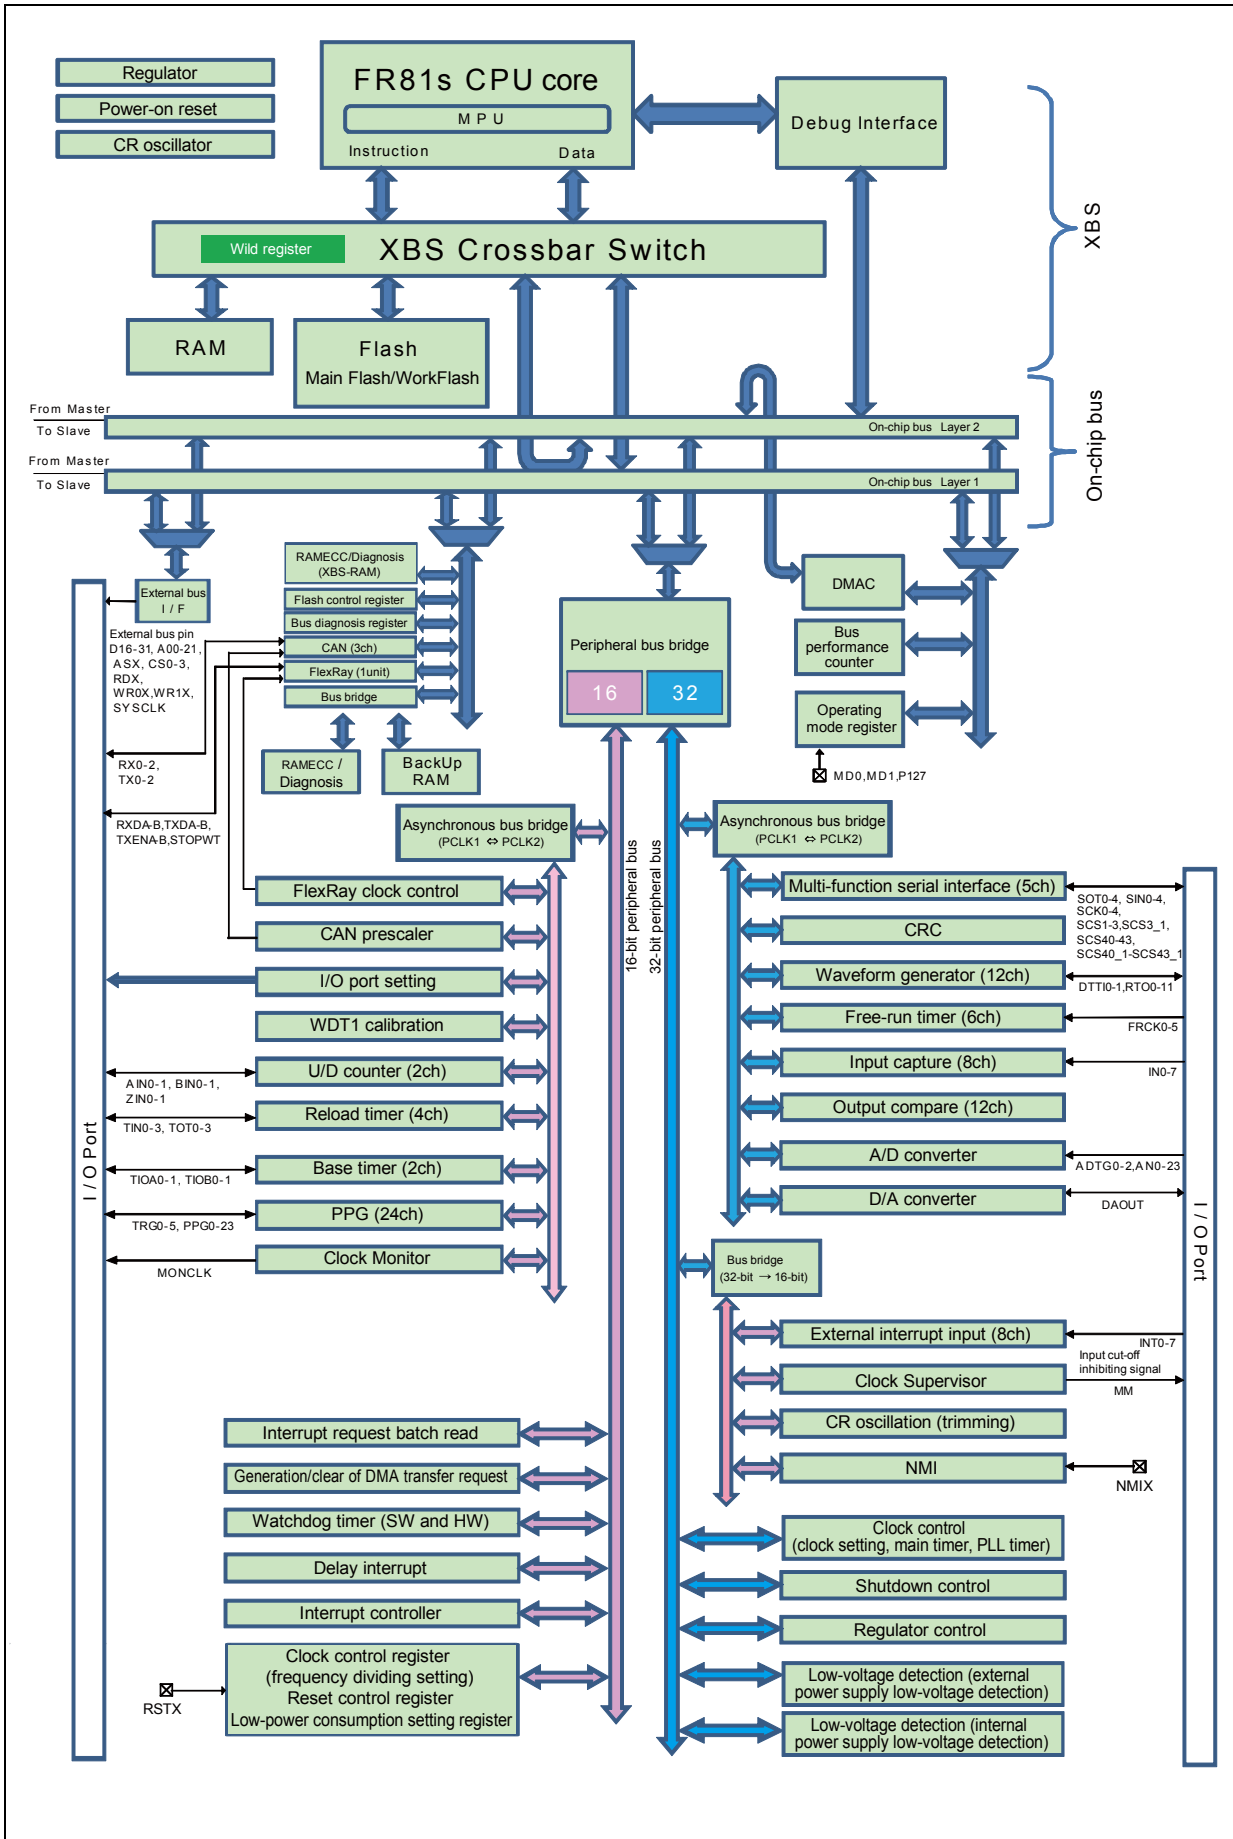 Regulator
Power-on reset
CR oscillator
FR81s CPU core
M P U
Instruction
Data
Debug Interface
XBS
Wild register
XBS Crossbar Switch
RAM
Flash
Main Flash/WorkFlash
From Master
To Slave
On-chip bus Layer 2
From Master
To Slave
On-chip bus Layer 1
On-chip bus
External bus
I / F
External bus pin
D16-31, A00-21,
ASX, CS0-3,
RDX,
WR0X,WR1X,
SYSCLK
RX0-2,
TX0-2
RXDA-B,TXDA-B,
TXENA-B,STOPWT
RAMECC/Diagnosis
(XBS-RAM)
Flash control register
Bus diagnosis register
CAN (3ch)
FlexRay (1unit)
Bus bridge
RAMECC /
Diagnosis
BackUp
RAM
Peripheral bus bridge
16
32
DMAC
Bus
performance
counter
Operating
mode register
MD0,MD1,P127
Asynchronous bus bridge
(PCLK1 ⇔ PCLK2)
Asynchronous bus bridge
(PCLK1 ⇔ PCLK2)
16-bit peripheral bus
32-bit peripheral bus
FlexRay clock control
CAN prescaler
I/O port setting
WDT1 calibration
U/D counter (2ch)
AIN0-1, BIN0-1,
ZIN0-1
Reload timer (4ch)
TIN0-3, TOT0-3
Base timer (2ch)
TIOA0-1, TIOB0-1
PPG (24ch)
TRG0-5, PPG0-23
Clock Monitor
MONCLK
I / O Port
Multi-function serial interface (5ch)
SOT0-4, SIN0-4,
SCK0-4,
SCS1-3,SCS3_1,
SCS40-43,
SCS40_1-SCS43_1
CRC
Waveform generator (12ch)
DTTI0-1,RTO0-11
Free-run timer (6ch)
FRCK0-5
Input capture (8ch)
IN0-7
Output compare (12ch)
A/D converter
ADTG0-2,AN0-23
D/A converter
DAOUT
I / O Port
Bus bridge
(32-bit → 16-bit)
External interrupt input (8ch)
INT0-7
Input cut-off
inhibiting signal
Clock Supervisor
MM
CR oscillation (trimming)
NMI
NMIX
Interrupt request batch read
Generation/clear of DMA transfer request
Watchdog timer (SW and HW)
Delay interrupt
Interrupt controller
Clock control register
(frequency dividing setting)
Reset control register
Low-power consumption setting register
RSTX
Clock control
(clock setting, main timer, PLL timer)
Shutdown control
Regulator control
Low-voltage detection (external
power supply low-voltage detection)
Low-voltage detection (internal
power supply low-voltage detection)